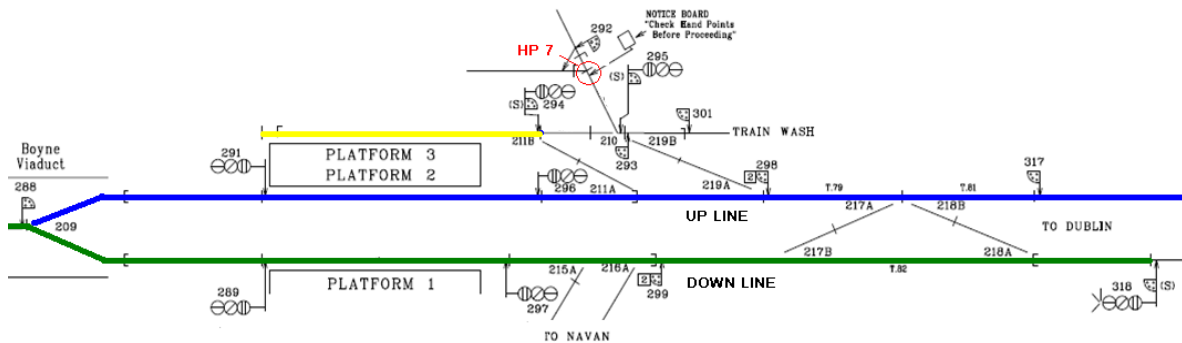 NOTICE BOARD
"Check Hand Points
Before Proceeding"
292
HP 7
295
(S)
(S)
294
301
211B
210
219B
TRAIN WASH
293
Boyne
Viaduct
291
PLATFORM 3
PLATFORM 2
288
296
211A
219A
2
298
T.79
T.81
317
209
UP LINE
217A
218B
TO DUBLIN
217B
218A
215A
216A
T.82
289
PLATFORM 1
297
2
299
DOWN LINE
318
(S)
TO NAVAN